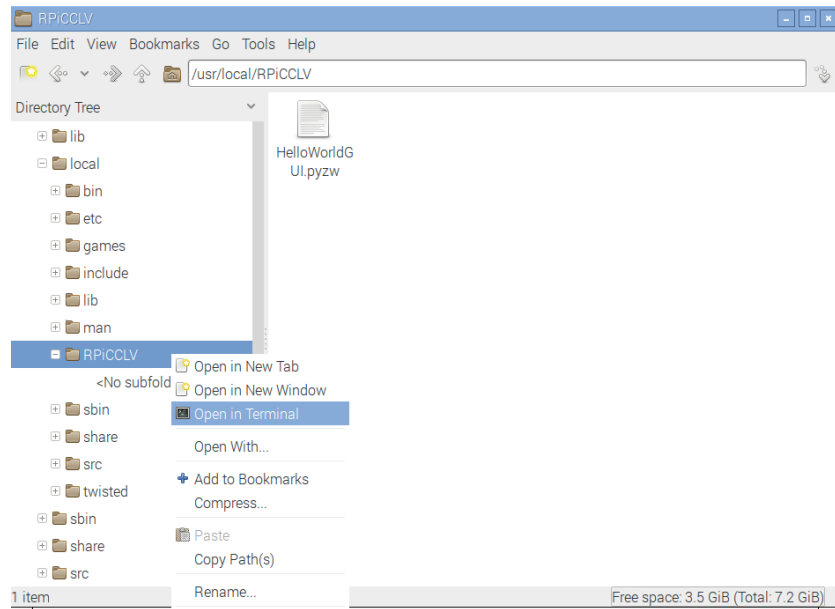 RPiCCLV
File Edit View Bookmarks Go Tools Help
/usr/local/RPiCCLV
Directory Tree
lib
local
bin
etc
games
include
lib
man
RPiCCLV
<No subfold
sbin
share
src
twisted
sbin
share
src
HelloWorldG
UI.pyzw
Open in New Tab
Open in New Window
Open in Terminal
Open With...
Add to Bookmarks
Compress...
Paste
Copy Path(s)
Rename...
1 item
Free space: 3.5 GiB (Total: 7.2 GiB)